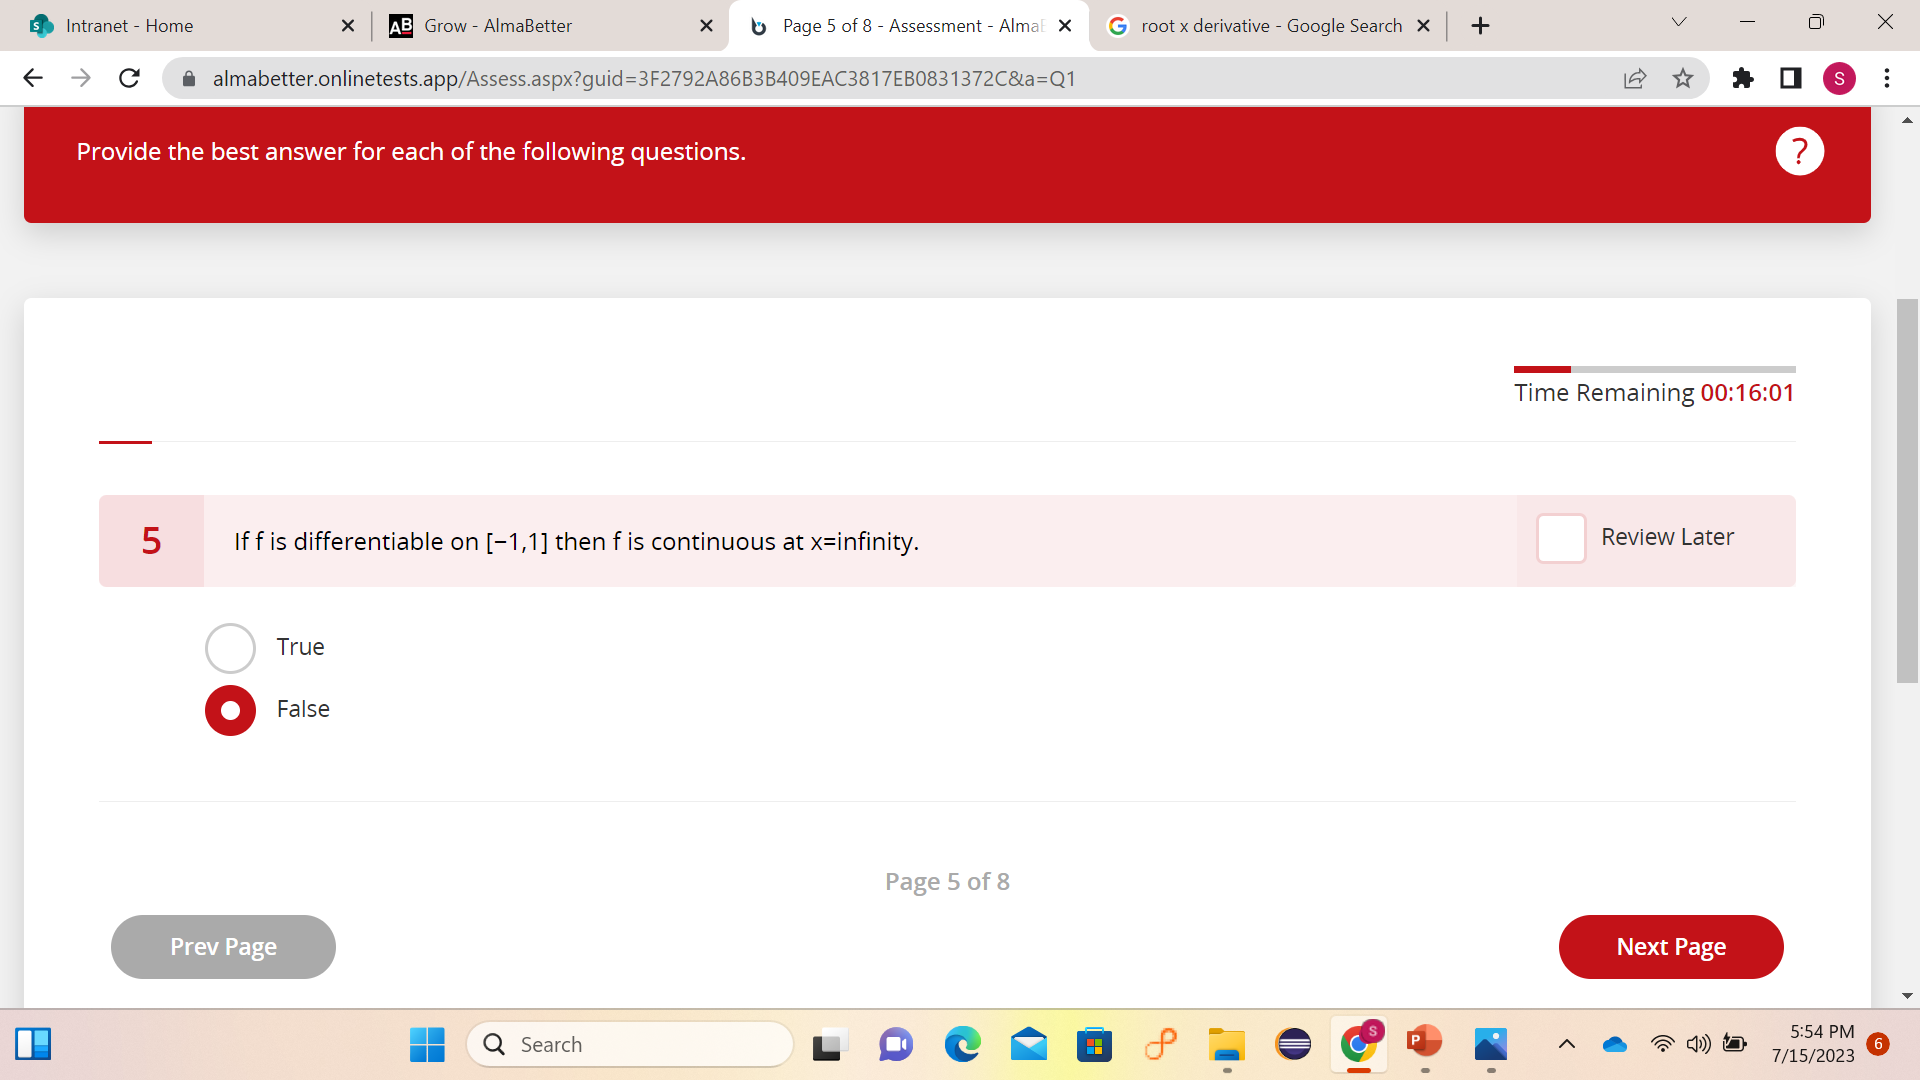 Intranet - Home
Grow - AlmaBetter
Page 5 of 8 - Assessment - Alma
root x derivative - Google Search
almabetter.onlinetests.app/Assess.aspx?guid=3F2792A86B3B409EAC3817EB0831372C&a=Q1
S
Provide the best answer for each of the following questions.
?
Time Remaining 00:16:01
5
If f is differentiable on [−1,1] then f is continuous at x=infinity.
Review Later
True
False
Page 5 of 8
Prev Page
Next Page
Search
5:54 PM
7/15/2023
6